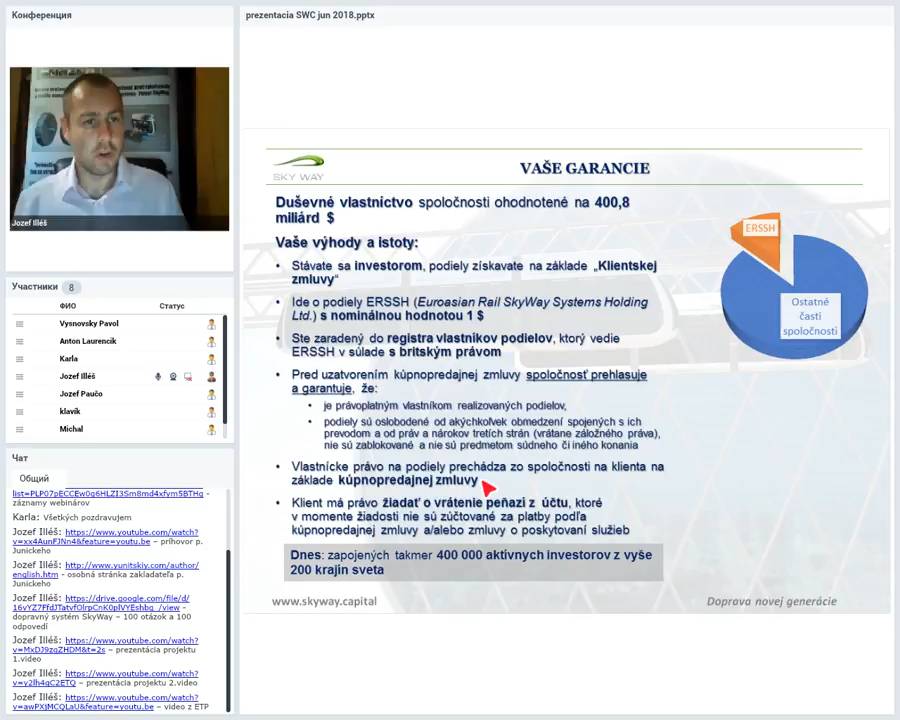 Конференция
Jozef Illéš
Участники 8
ФИО Статус
Vysnovsky Pavol
Anton Laurencik
Karla
Jozef Illéš
Jozef Paučo
klavík
Michal
Чат
Общий
list=PLP07pECCEw0g6HLZI3Sm8md4xfym5BTHg -
záznamy webinárov
Karla: Všetkých pozdravujem
Jozef Illéš: https://www.youtube.com/watch?
v=xx4AunFJNn4&feature=youtu.be – príhovor p.
Junickeho
Jozef Illéš: http://www.yunitskiy.com/author/
english.htm - osobná stránka zakladateľa p.
Junickeho
Jozef Illéš: https://drive.google.com/file/d/
dopravný systém SkyWay – 100 otázok a 100
odpovedí
Jozef Illéš: https://www.youtube.com/watch?
v=MxDJ9zgZHDM&t=2s – prezentácia projektu
1.video
Jozef Illéš: https://www.youtube.com/watch?
v=y2lh4qC2ETQ – prezentácia projektu 2.video
Jozef Illéš: https://www.youtube.com/watch?
v=awPXjMCQLaU&feature=youtu.be – video z ETP
prezentacia SWC jun 2018.pptx
SKY WAY
VAŠE GARANCIE
Duševné vlastníctvo spoločnosti ohodnotené na 400,8
miliárd $
Vaše výhody a istoty:
• Stávate sa investorom, podiely získavate na základe „Klientskej
zmluvy“
• Ide o podiely ERSSH (Euroasian Rail SkyWay Systems Holding
Ltd.) s nominálnou hodnotou 1 $
• Ste zaradený do registra vlastníkov podielov, ktorý vedie
ERSSH v súlade s britským právom
• Pred uzatvorením kúpnopredajnej zmluvy spoločnosť prehlasuje
a garantuje, že:
• je právoplatným vlastníkom realizovaných podielov,
• podiely sú oslobodené od akýchkoľvek obmedzení spojených s ich
prevodom a od práv a nárokov tretích strán (vrátane záložného práva),
nie sú zablokované a nie sú predmetom súdneho či iného konania
• Vlastnícke právo na podiely prechádza zo spoločnosti na klienta na
základe kúpnopredajnej zmluvy
• Klient má právo žiadať o vrátenie peňazí z účtu, ktoré
v momente žiadosti nie sú zúčtované za platby podľa
kúpnopredajnej zmluvy a/alebo zmluvy o poskytovaní služieb
Dnes: zapojených takmer 400 000 aktívnych investorov z vyše
200 krajín sveta
ERSSH
Ostatné
časti
spoločnosti
www.skyway.capital
Doprava novej generácie